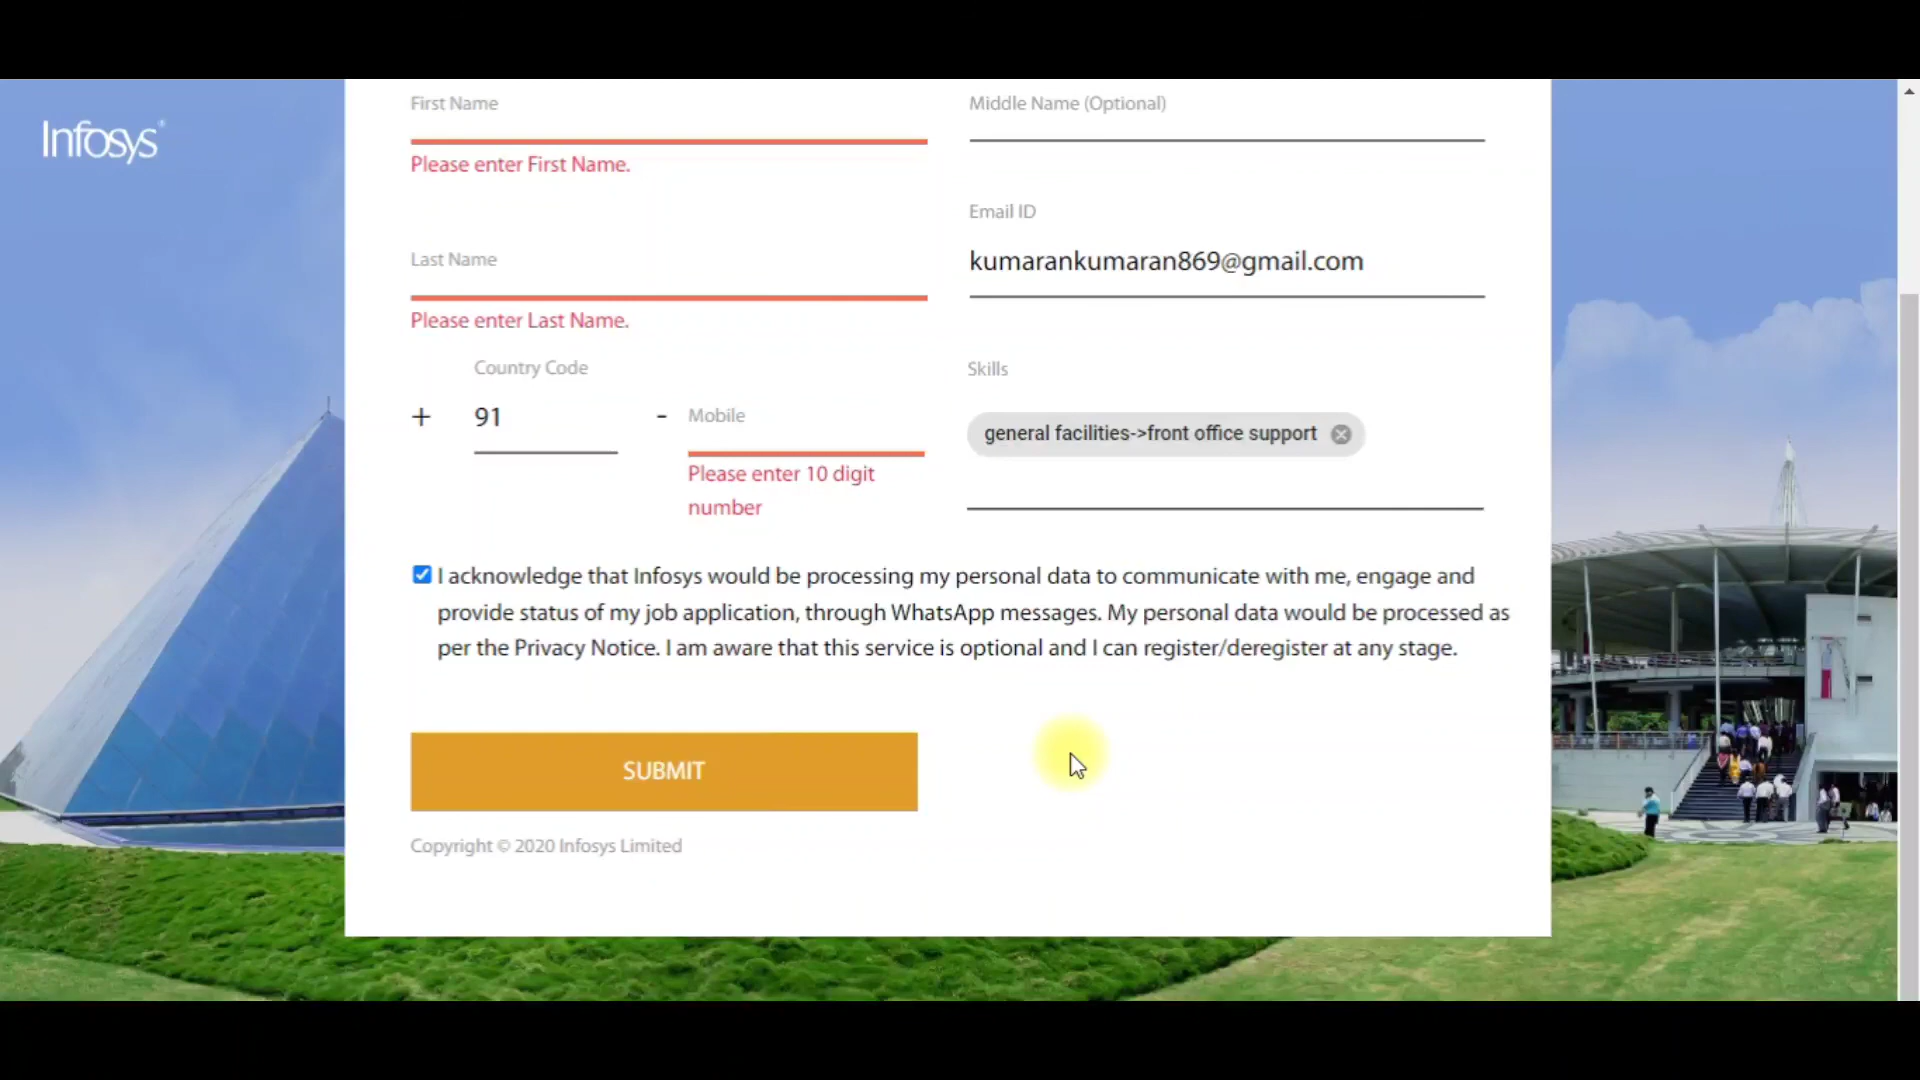 Infosys
First Name
Middle Name (Optional)
Please enter First Name.
Email ID
Last Name
kumarankumaran869@gmail.com
Please enter Last Name.
Country Code
Skills
+ 91 - Mobile
general facilities->front office support
Please enter 10 digit
number
I acknowledge that Infosys would be processing my personal data to communicate with me, engage and
provide status of my job application, through WhatsApp messages. My personal data would be processed as
per the Privacy Notice. I am aware that this service is optional and I can register/deregister at any stage.
SUBMIT
Copyright © 2020 Infosys Limited